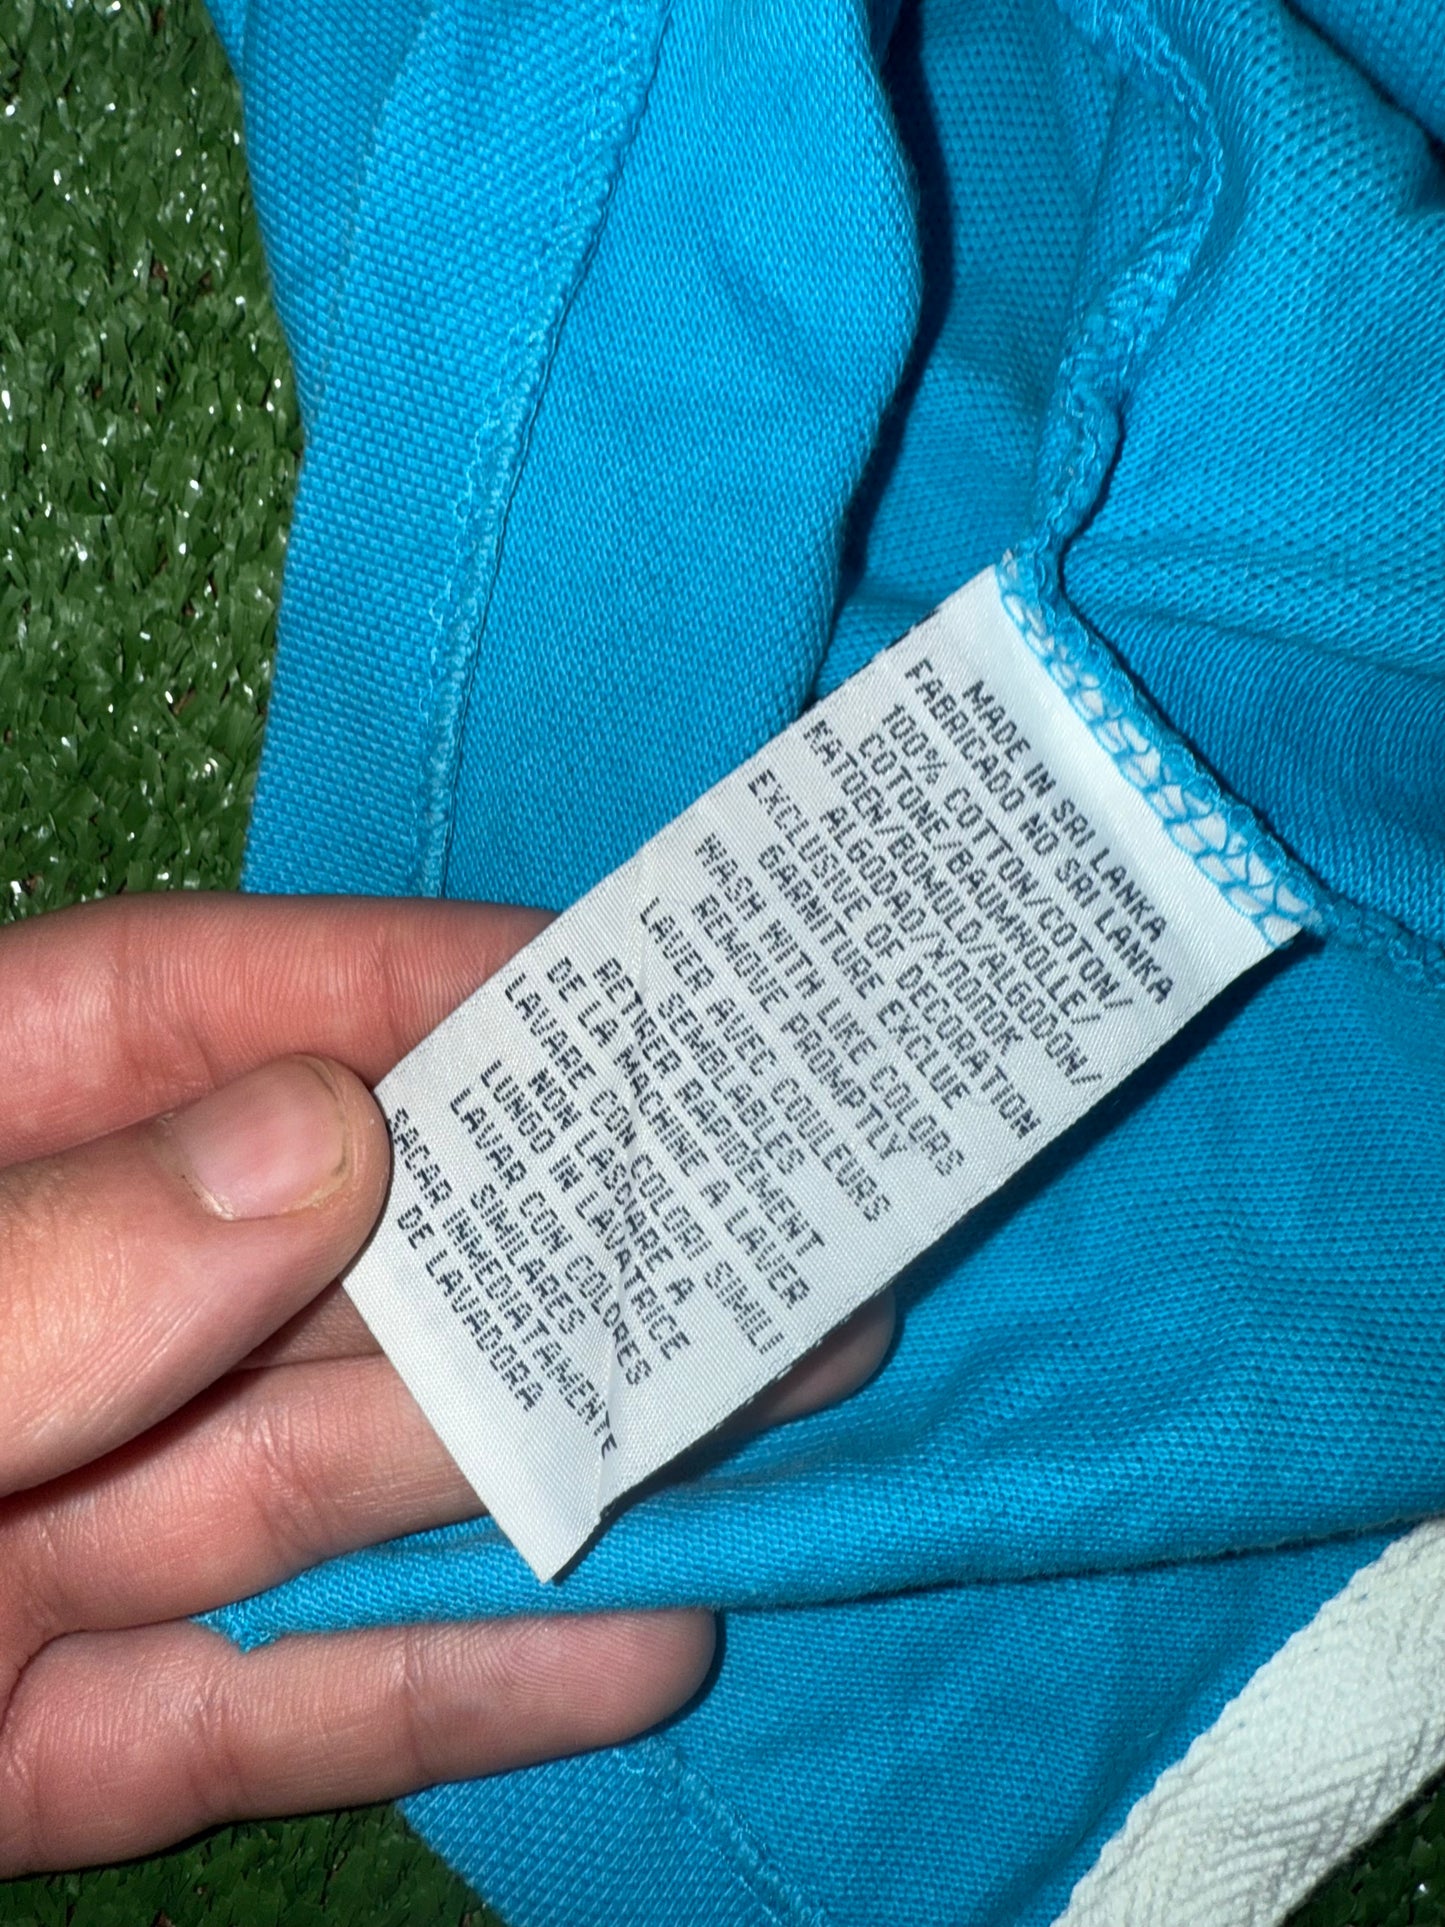 MADE IN SRI LANKA
FABRICADO NO SRI LANKA
100% COTTON/COTON/
COTONE/BAUMWOLLE/
KATOEN/BOMULD/ALGODON/
ALGODAO/ХЛОПОК
EXCLUSIVE OF DECORATION
GARNITURE EXCLUE
WASH WITH LIKE COLORS
REMOVE PROMPTLY
LAVER AVEC COULEURS
SEMBLABLES
RETIRER RAPIDEMENT
DE LA MACHINE A LAVER
LAVARE CON COLORI SIMILI
NON LASCIARE A
LUNGO IN LAVATRICE
LAVAR CON COLORES
SIMILARES
SACAR INMEDIATAMENTE
DE LAVADORA